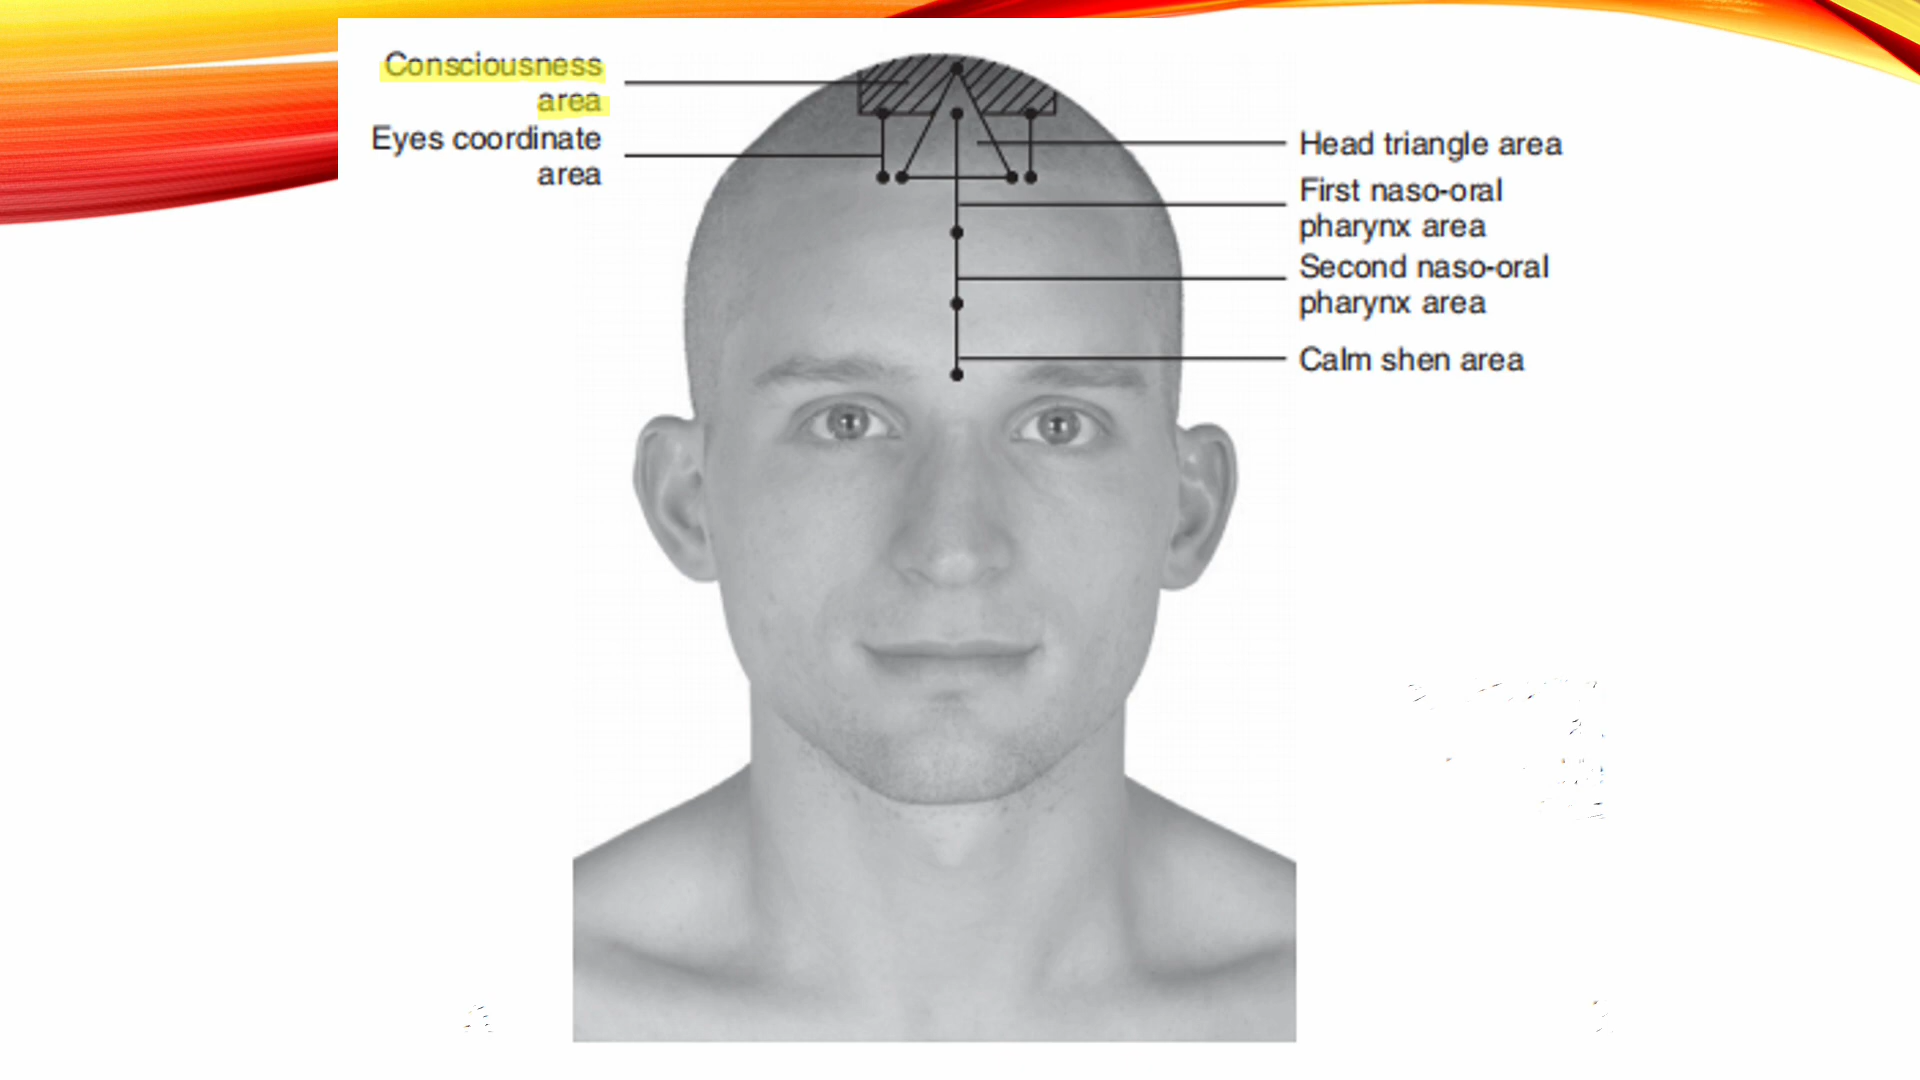 Consciousness
area
Eyes coordinate
area
Head triangle area
First naso-oral
pharynx area
Second naso-oral
pharynx area
Calm shen area